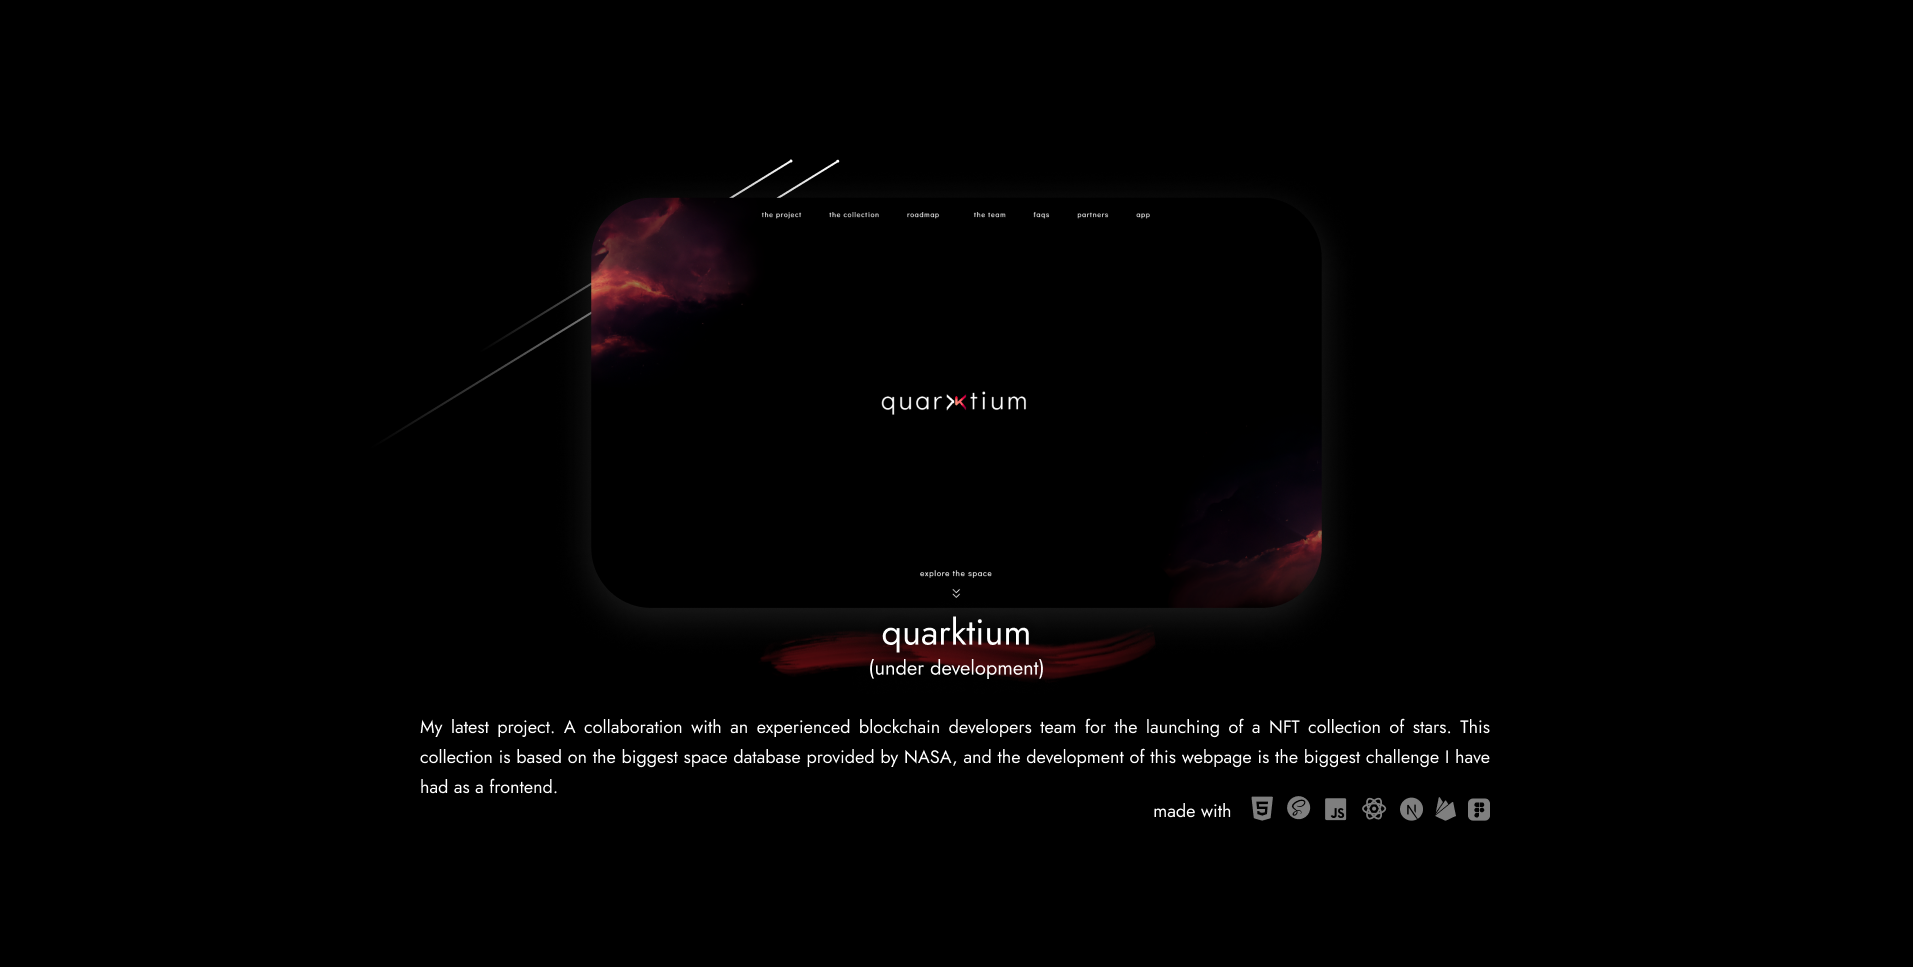 the project the collection roadmap the team faqs partners app
quarktium
explore the space
quarktium
(under development)
My latest project. A collaboration with an experienced blockchain developers team for the launching of a NFT collection of stars. This
collection is based on the biggest space database provided by NASA, and the development of this webpage is the biggest challenge I have
had as a frontend.
made with 5 JS N